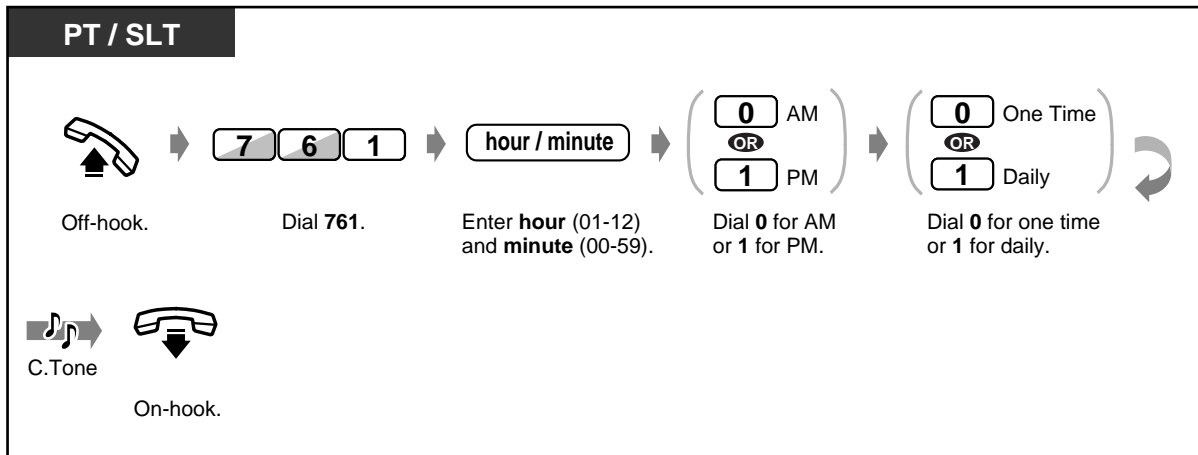 PT / SLT
7 6 1
hour / minute
0 AM
OR
1 PM
0 One Time
OR
1 Daily
Off-hook.
Dial 761.
Enter hour (01-12)
and minute (00-59).
Dial 0 for AM
or 1 for PM.
Dial 0 for one time
or 1 for daily.
C.Tone
On-hook.